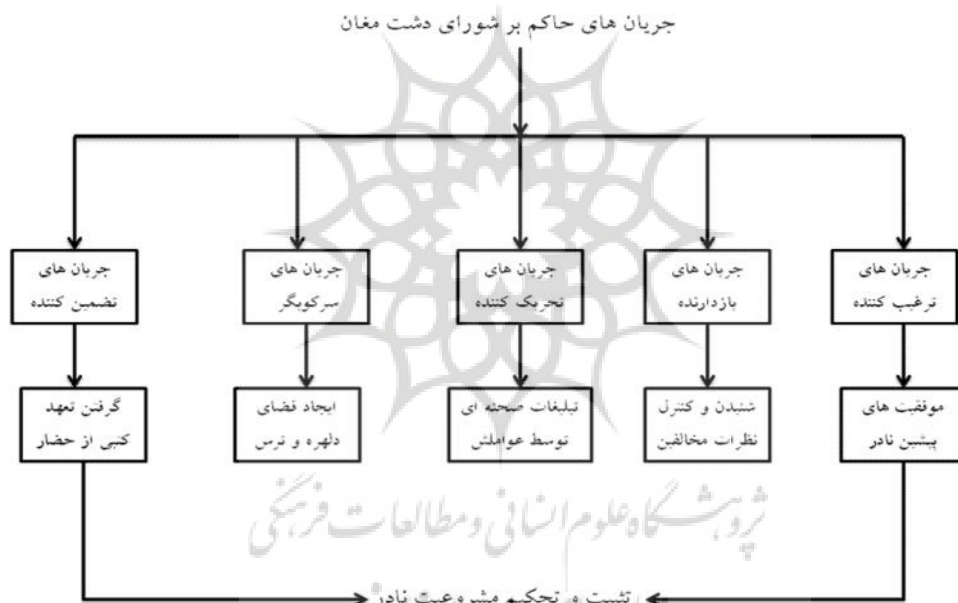 جریان های حاکم بر شورای دشت مغان
جریان های
ترغیب کننده
جریان های
بازدارنده
جریان های
تحریک کننده
جریان های
سرکوبگر
جریان های
تضمین کننده
موفقیت های
پیشین نادر
شنیدن و کنترل
نظرات مخالفین
تبلیغات صحنه ای
توسط عواملش
ایجاد فضای
دلهره و ترس
گرفتن تعهد
کتبی از حضار
پژوهشگاه علوم انسانی و مطالعات فرهنگی
تثبیت و تحکیم مشروعیت نادر